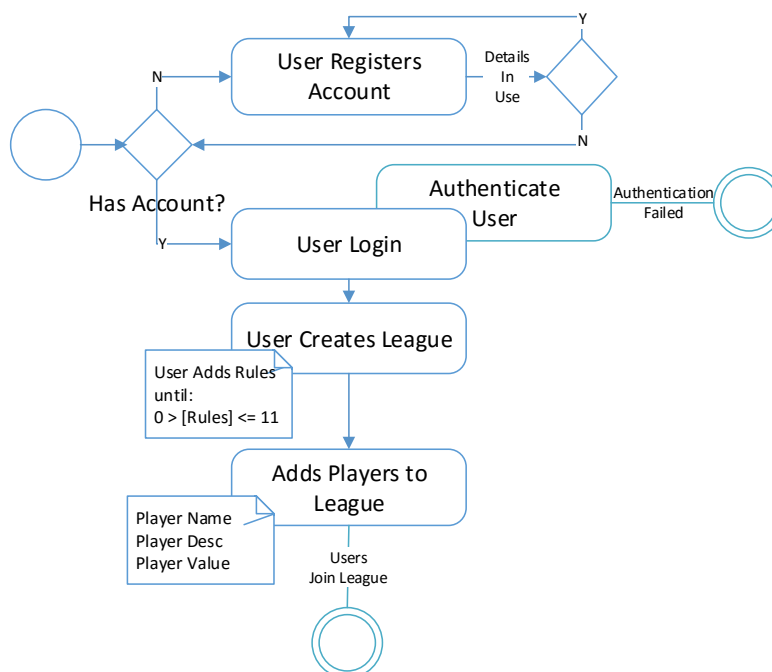 Y
N
User Registers
Account
Details
In
Use
N
Has Account?
Authenticate
User
Authentication
Failed
Y
User Login
User Creates League
User Adds Rules
until:
0 > [Rules] <= 11
Adds Players to
League
Player Name
Player Desc
Player Value
Users
Join League